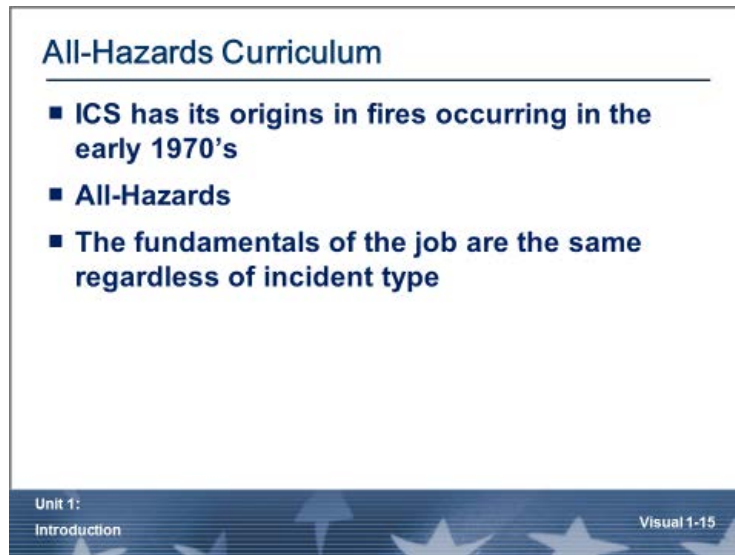 All-Hazards Curriculum
■ ICS has its origins in fires occurring in the
early 1970's
■ All-Hazards
■ The fundamentals of the job are the same
regardless of incident type
Unit 1:
Introduction
Visual 1-15